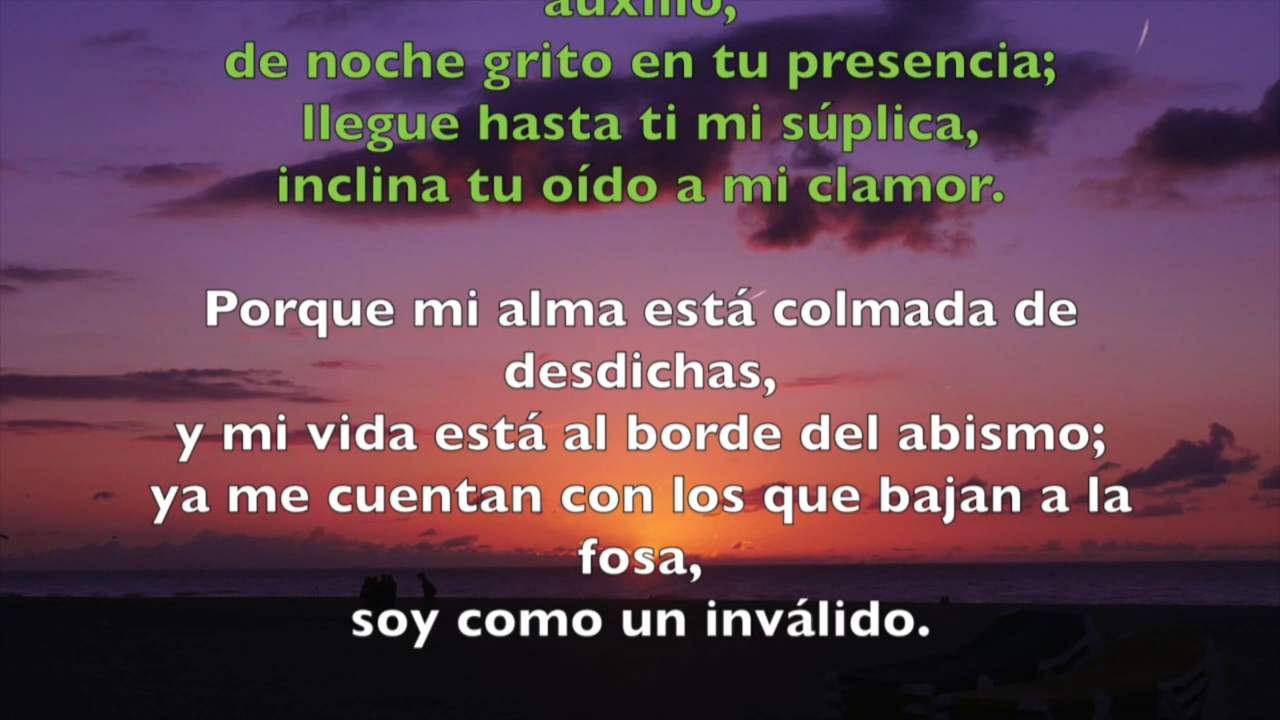 auxilio,
de noche grito en tu presencia;
llegue hasta ti mi súplica,
inclina tu oído a mi clamor.
Porque mi alma está colmada de
desdichas,
y mi vida está al borde del abismo;
ya me cuentan con los que bajan a la
fosa,
soy como un inválido.